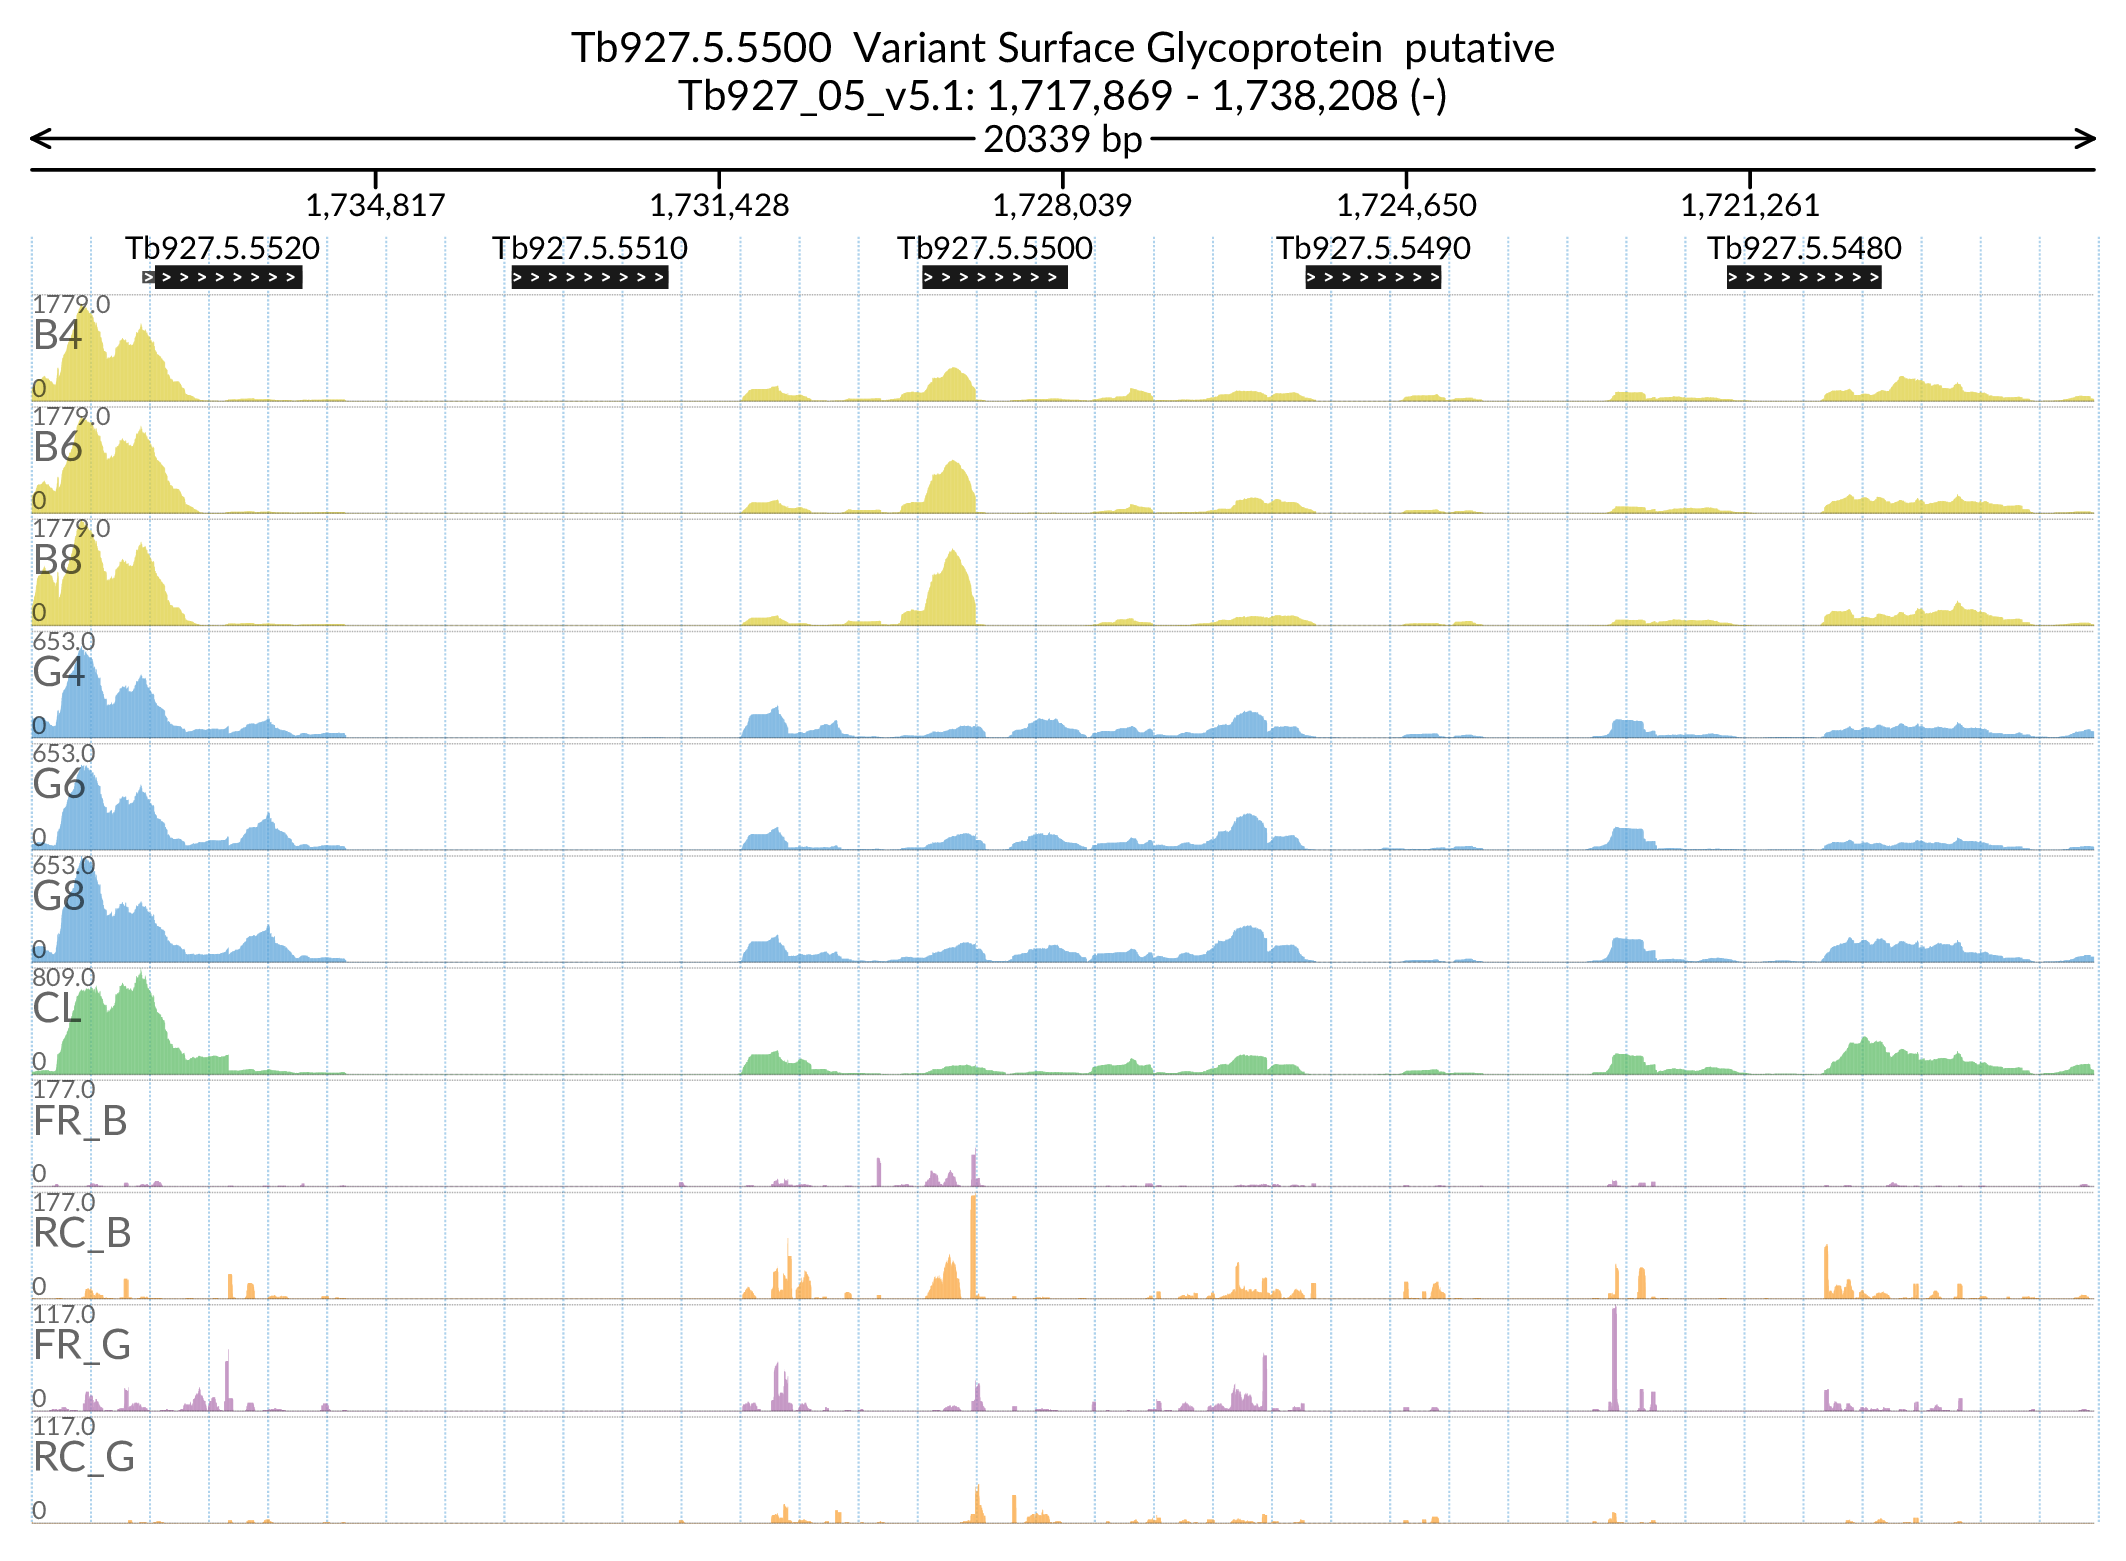 Tb927.5.5500  Variant Surface Glycoprotein  putative
Tb927_05_v5.1: 1,717,869 - 1,738,208 (-)
20339 bp
1,734,817 1,731,428 1,728,039 1,724,650 1,721,261
Tb927.5.5520 Tb927.5.5510 Tb927.5.5500 Tb927.5.5490 Tb927.5.5480
1779.0
B4
0
1779.0
B6
0
1779.0
B8
0
653.0
G4
0
653.0
G6
0
653.0
G8
0
809.0
CL
0
177.0
FR_B
0
177.0
RC_B
0
117.0
FR_G
0
117.0
RC_G
0